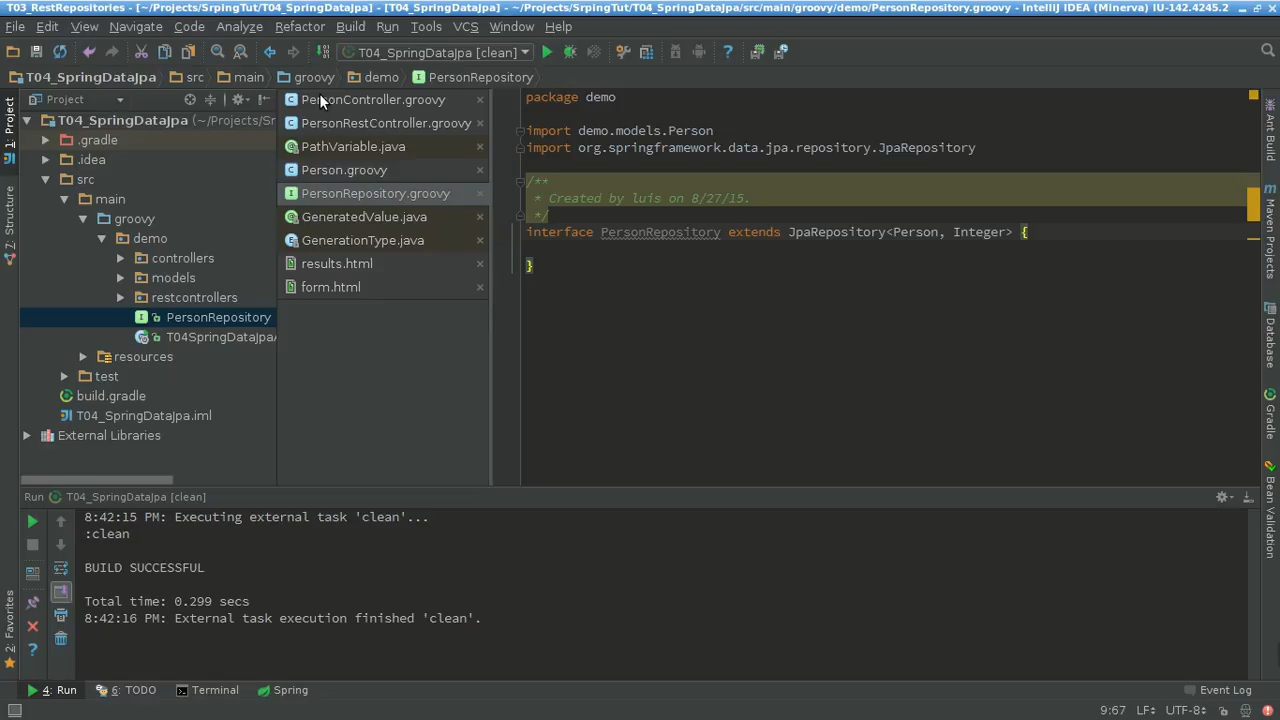 T03_RestRepositories - [~/Projects/SrpingTut/T04_SpringDataJpa] - [T04_SpringDataJpa] - ~/Projects/SrpingTut/T04_SpringDataJpa/src/main/groovy/demo/PersonRepository.groovy - IntelliJ IDEA (Minerva) IU-142.4245.2
File Edit View Navigate Code Analyze Refactor Build Run Tools VCS Window Help
T04_SpringDataJpa [clean]
T04_SpringDataJpa src main groovy demo PersonRepository
1: Project
7: Structure
2: Favorites
Project
T04_SpringDataJpa (~/Projects/Sr
.gradle
.idea
src
main
groovy
demo
controllers
models
restcontrollers
PersonRepository
T04SpringDataJpa
resources
test
build.gradle
T04_SpringDataJpa.iml
External Libraries
PersonController.groovy
PersonRestController.groovy
PathVariable.java
Person.groovy
PersonRepository.groovy
GeneratedValue.java
GenerationType.java
results.html
form.html
package demo
import demo.models.Person
import org.springframework.data.jpa.repository.JpaRepository
/**
* Created by luis on 8/27/15.
*/
interface PersonRepository extends JpaRepository<Person, Integer> {
}
Ant Build
Maven Projects
Database
Gradle
Bean Validation
Run T04_SpringDataJpa [clean]
8:42:15 PM: Executing external task 'clean'...
:clean
BUILD SUCCESSFUL
Total time: 0.299 secs
8:42:16 PM: External task execution finished 'clean'.
4: Run 6: TODO Terminal Spring Event Log
9:67 LF÷ UTF-8÷